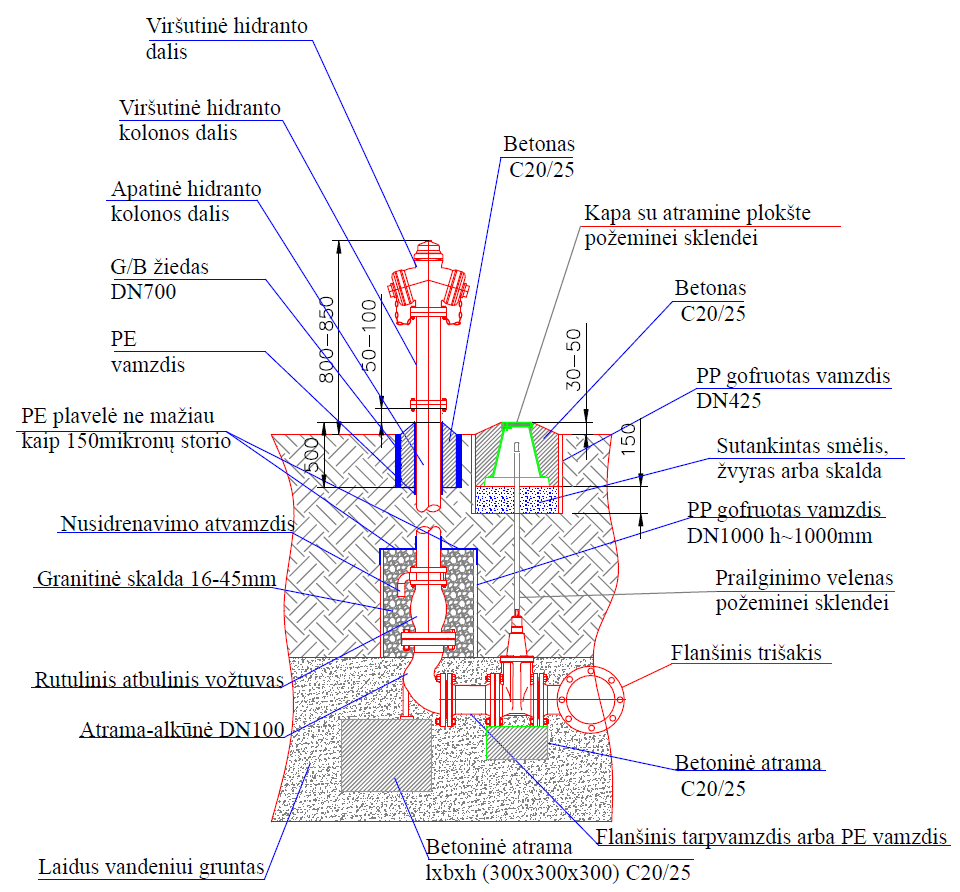 Viršutinė hidranto
dalis
Viršutinė hidranto
kolonos dalis
Betonas
C20/25
Apatinė hidranto
kolonos dalis
Kapa su atramine plokšte
požeminei sklendei
G/B žiedas
DN700
Betonas
C20/25
800-850
50-100
30-50
PE
vamzdis
PP gofruotas vamzdis
DN425
PE plavelė ne mažiau
kaip 150mikronų storio
500
150
Sutankintas smėlis,
žvyras arba skalda
Nusidrenavimo atvamzdis
PP gofruotas vamzdis
DN1000 h~1000mm
Granitinė skalda 16-45mm
Prailginimo velenas
požeminei sklendei
Flanšinis trišakis
Rutulinis atbulinis vožtuvas
Atrama-alkūnė DN100
Betoninė atrama
C20/25
Flanšinis tarpvamzdis arba PE vamzdis
Betoninė atrama
lxbxh (300x300x300) C20/25
Laidus vandeniui gruntas